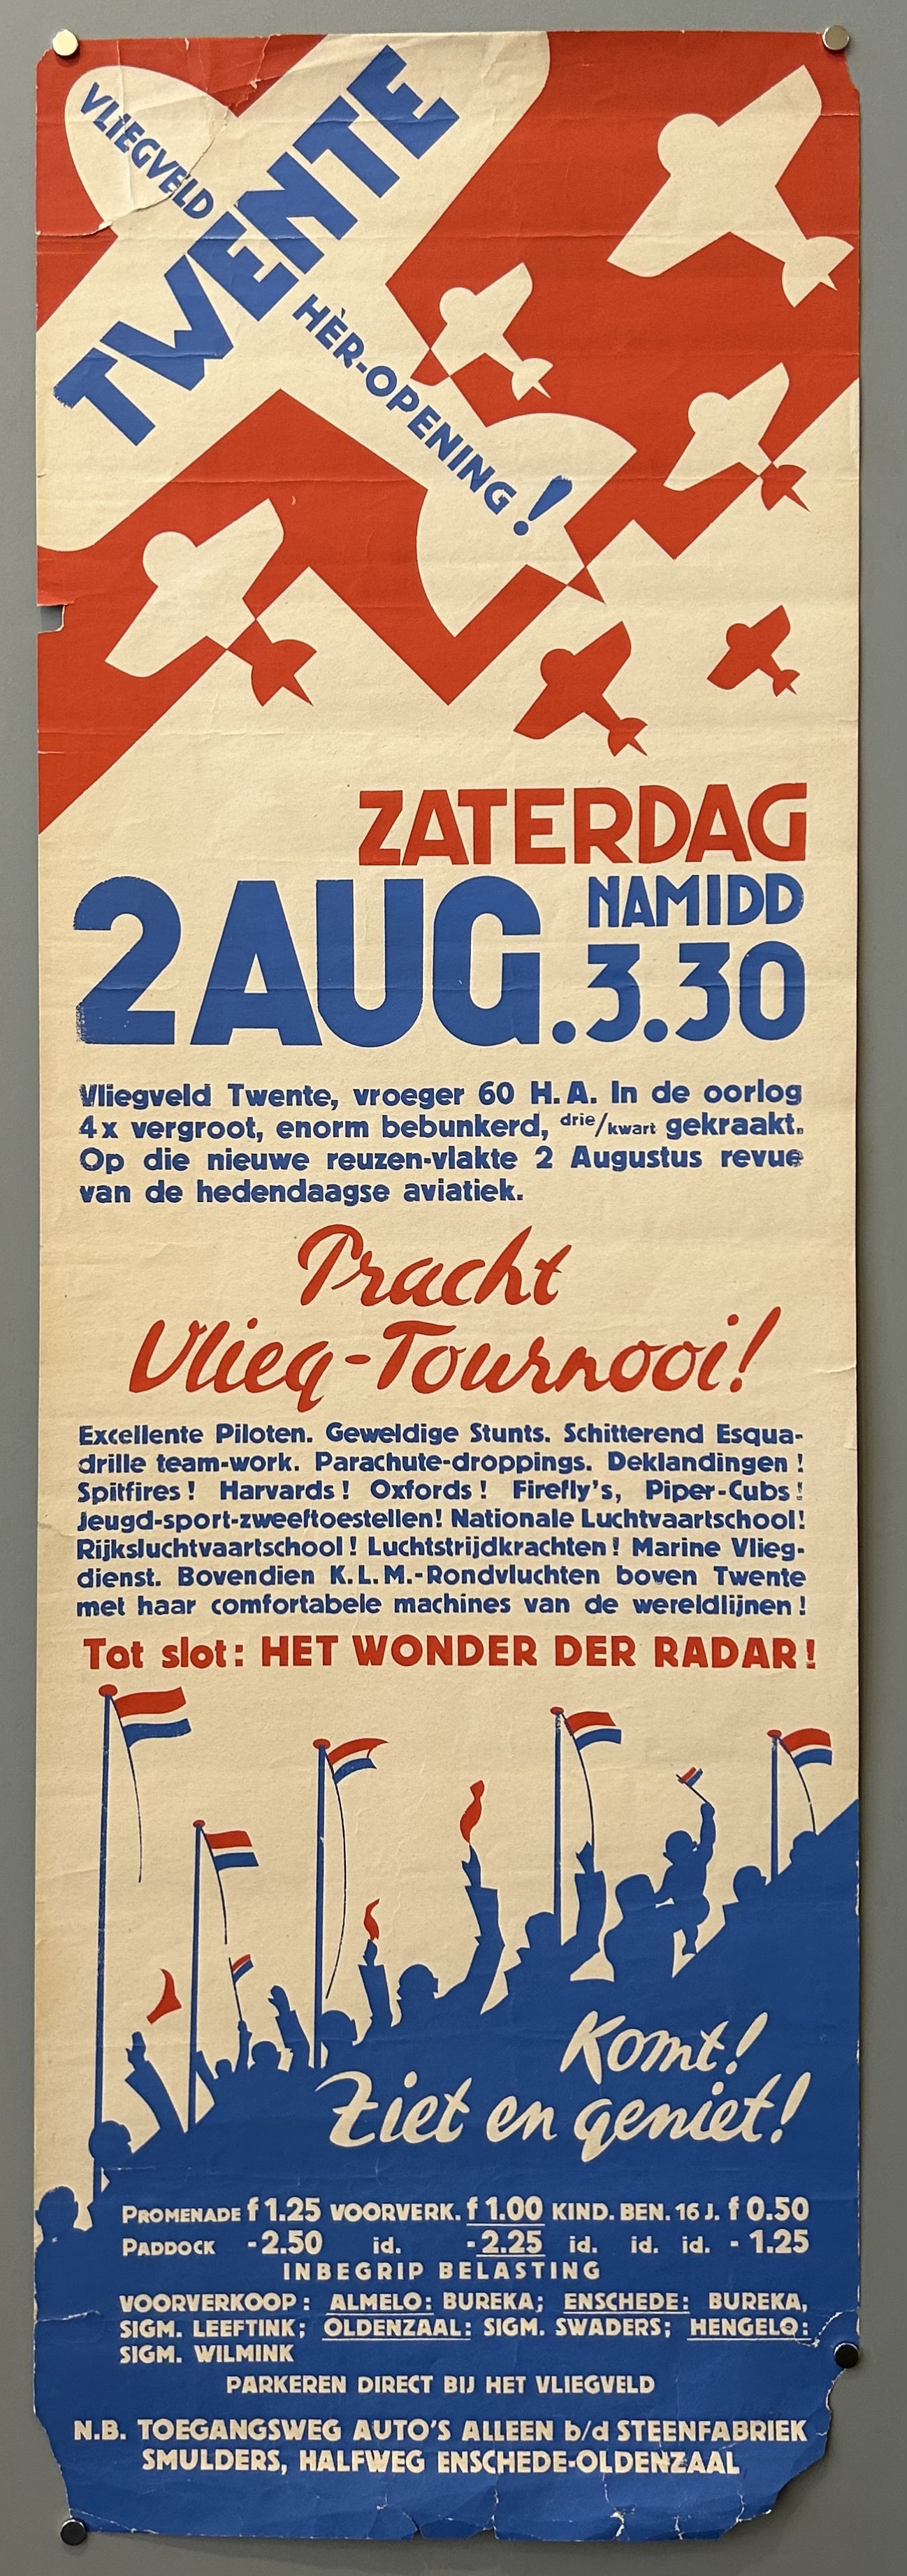 VLIEGVELD
TWENTE
HÈR-OPENING!
ZATERDAG
2 AUG. NAMIDD
3.30
Vliegveld Twente, vroeger 60 H.A. In de oorlog
4x vergroot, enorm bebunkerd, drie/kwart gekraakt.
Op die nieuwe reuzen-vlakte 2 Augustus revue
van de hedendaagse aviatiek.
Pracht
Vlieg-Tournooi!
Excellente Piloten. Geweldige Stunts. Schitterend Esqua-
drille team-work. Parachute-droppings. Deklandingen!
Spitfires! Harvards! Oxfords! Firefly's, Piper-Cubs!
Jeugd-sport-zweeftoestellen! Nationale Luchtvaartschool!
Rijksluchtvaartschool! Luchtstrijdkrachten! Marine Vlieg-
dienst. Bovendien K.L.M.-Rondvluchten boven Twente
met haar comfortabele machines van de wereldlijnen!
Tot slot: HET WONDER DER RADAR!
Komt!
Ziet en geniet!
PROMENADE f 1.25 VOORVERK. f 1.00 KIND. BEN. 16 J. f 0.50
PADDOCK - 2.50 id. - 2.25 id. id. id. - 1.25
INBEGRIP BELASTING
VOORVERKOOP: ALMELO: BUREKA; ENSCHEDE: BUREKA,
SIGM. LEEFTINK; OLDENZAAL: SIGM. SWADERS; HENGELO:
SIGM. WILMINK
PARKEREN DIRECT BIJ HET VLIEGVELD
N.B. TOEGANGSWEG AUTO'S ALLEEN b/d STEENFABRIEK
SMULDERS, HALFWEG ENSCHEDE-OLDENZAAL